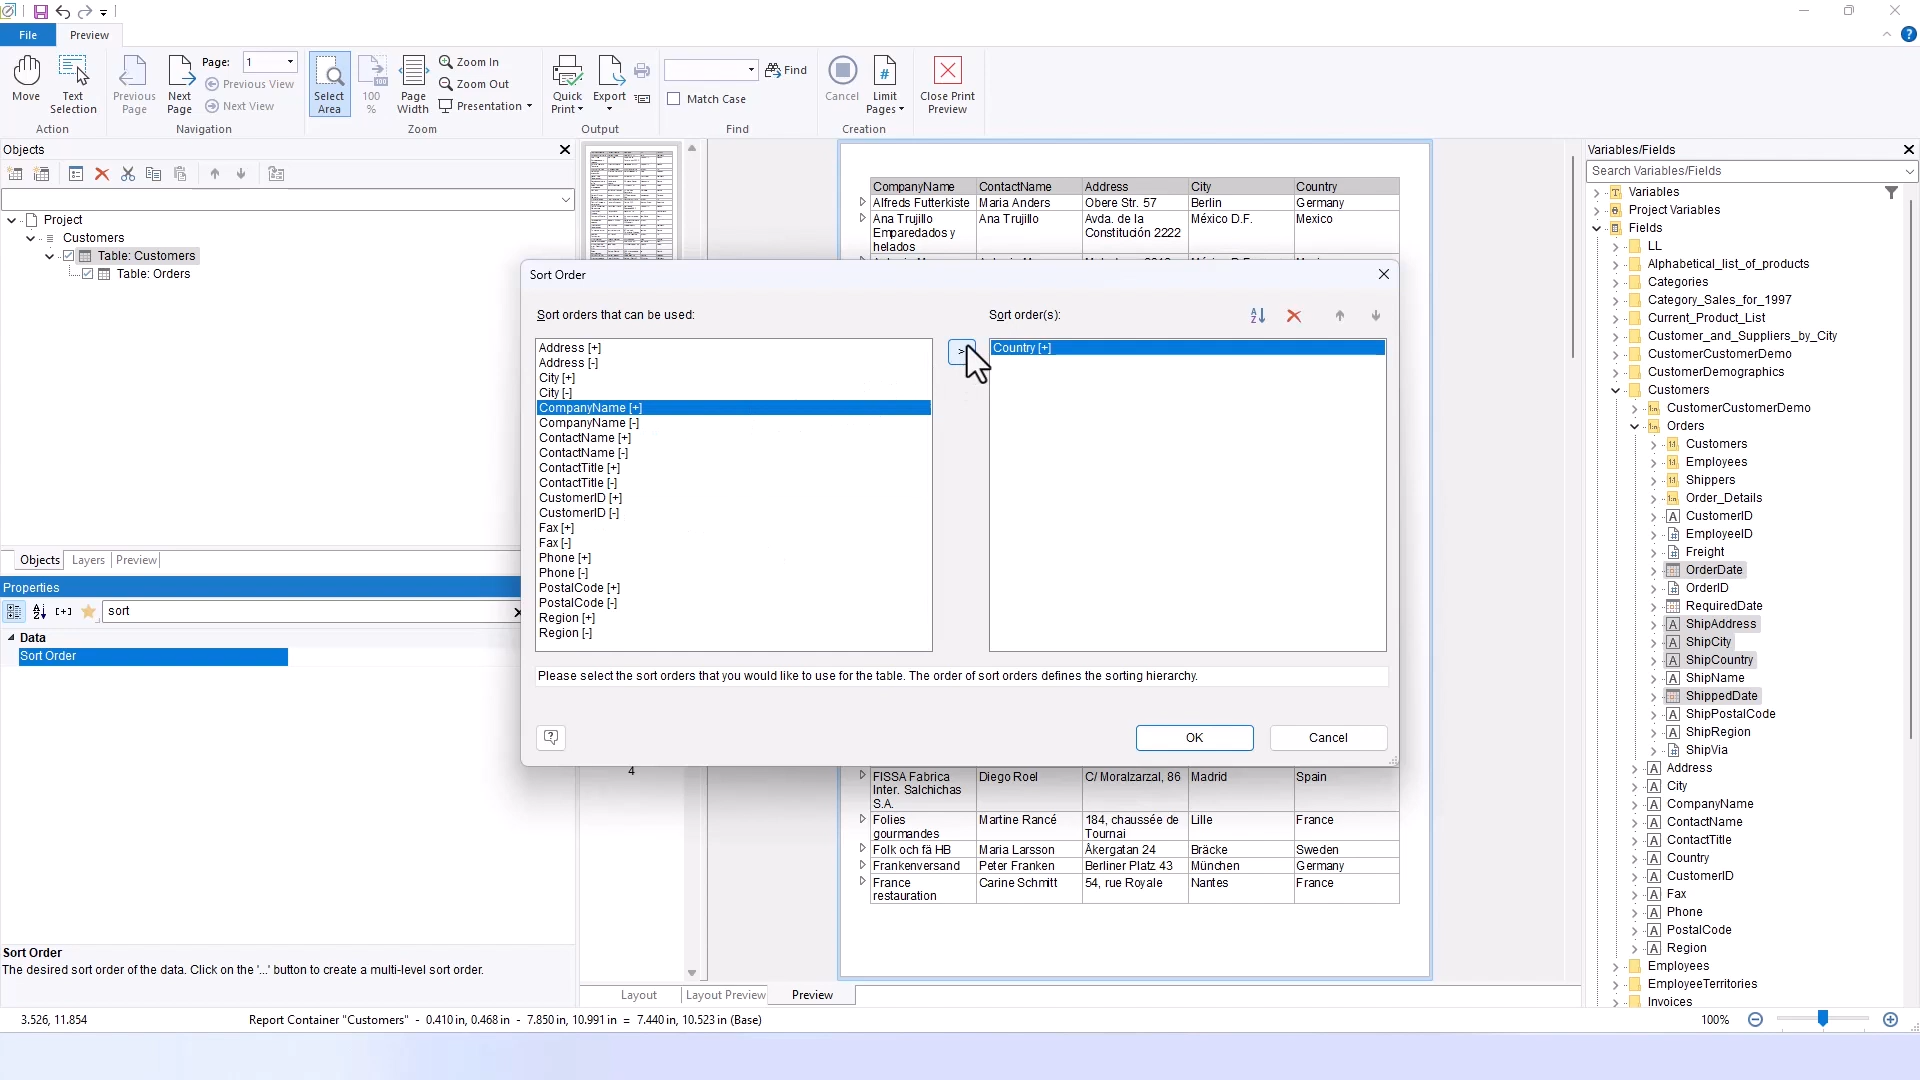 File
Preview
Move
Text
Selection
Action
Previous
Page
Next
Page
Page: 1
Previous View
Next View
Navigation
Select
Area
100
%
Page
Width
Zoom In
Zoom Out
Presentation
Zoom
Quick
Print
Export
Output
Find
Match Case
Find
Cancel
Limit
Pages
Creation
Close Print
Preview
Objects
Project
Customers
Table: Customers
Table: Orders
Objects
Layers
Preview
Properties
sort
Data
Sort Order
Sort Order
The desired sort order of the data. Click on the '...' button to create a multi-level sort order.
4
CompanyName ContactName Address City Country
Alfreds Futterkiste Maria Anders Obere Str. 57 Berlin Germany
Ana Trujillo Ana Trujillo Avda. de la México D.F. Mexico
Emparedados y Constitución 2222
helados
Sort Order
Sort orders that can be used:
Address [+]
Address [-]
City [+]
City [-]
CompanyName [+]
CompanyName [-]
ContactName [+]
ContactName [-]
ContactTitle [+]
ContactTitle [-]
CustomerID [+]
CustomerID [-]
Fax [+]
Fax [-]
Phone [+]
Phone [-]
PostalCode [+]
PostalCode [-]
Region [+]
Region [-]
Sort order(s):
Country [+]
Please select the sort orders that you would like to use for the table. The order of sort orders defines the sorting hierarchy.
OK
Cancel
FISSA Fabrica Diego Roel C/ Moralzarzal, 86 Madrid Spain
Inter. Salchichas
S.A.
Folies Martine Rancé 184, chaussée de Lille France
gourmandes Tournai
Folk och fä HB Maria Larsson Åkergatan 24 Bräcke Sweden
Frankenversand Peter Franken Berliner Platz 43 München Germany
France Carine Schmitt 54, rue Royale Nantes France
restauration
Layout
Layout Preview
Preview
Variables/Fields
Search Variables/Fields
Variables
Project Variables
Fields
LL
Alphabetical_list_of_products
Categories
Category_Sales_for_1997
Current_Product_List
Customer_and_Suppliers_by_City
CustomerCustomerDemo
CustomerDemographics
Customers
CustomerCustomerDemo
Orders
Customers
Employees
Shippers
Order_Details
CustomerID
EmployeeID
Freight
OrderDate
OrderID
RequiredDate
ShipAddress
ShipCity
ShipCountry
ShipName
ShippedDate
ShipPostalCode
ShipRegion
ShipVia
Address
City
CompanyName
ContactName
ContactTitle
Country
CustomerID
Fax
Phone
PostalCode
Region
Employees
EmployeeTerritories
Invoices
3.526, 11.854
Report Container "Customers" - 0.410 in, 0.468 in - 7.850 in, 10.991 in = 7.440 in, 10.523 in (Base)
100%